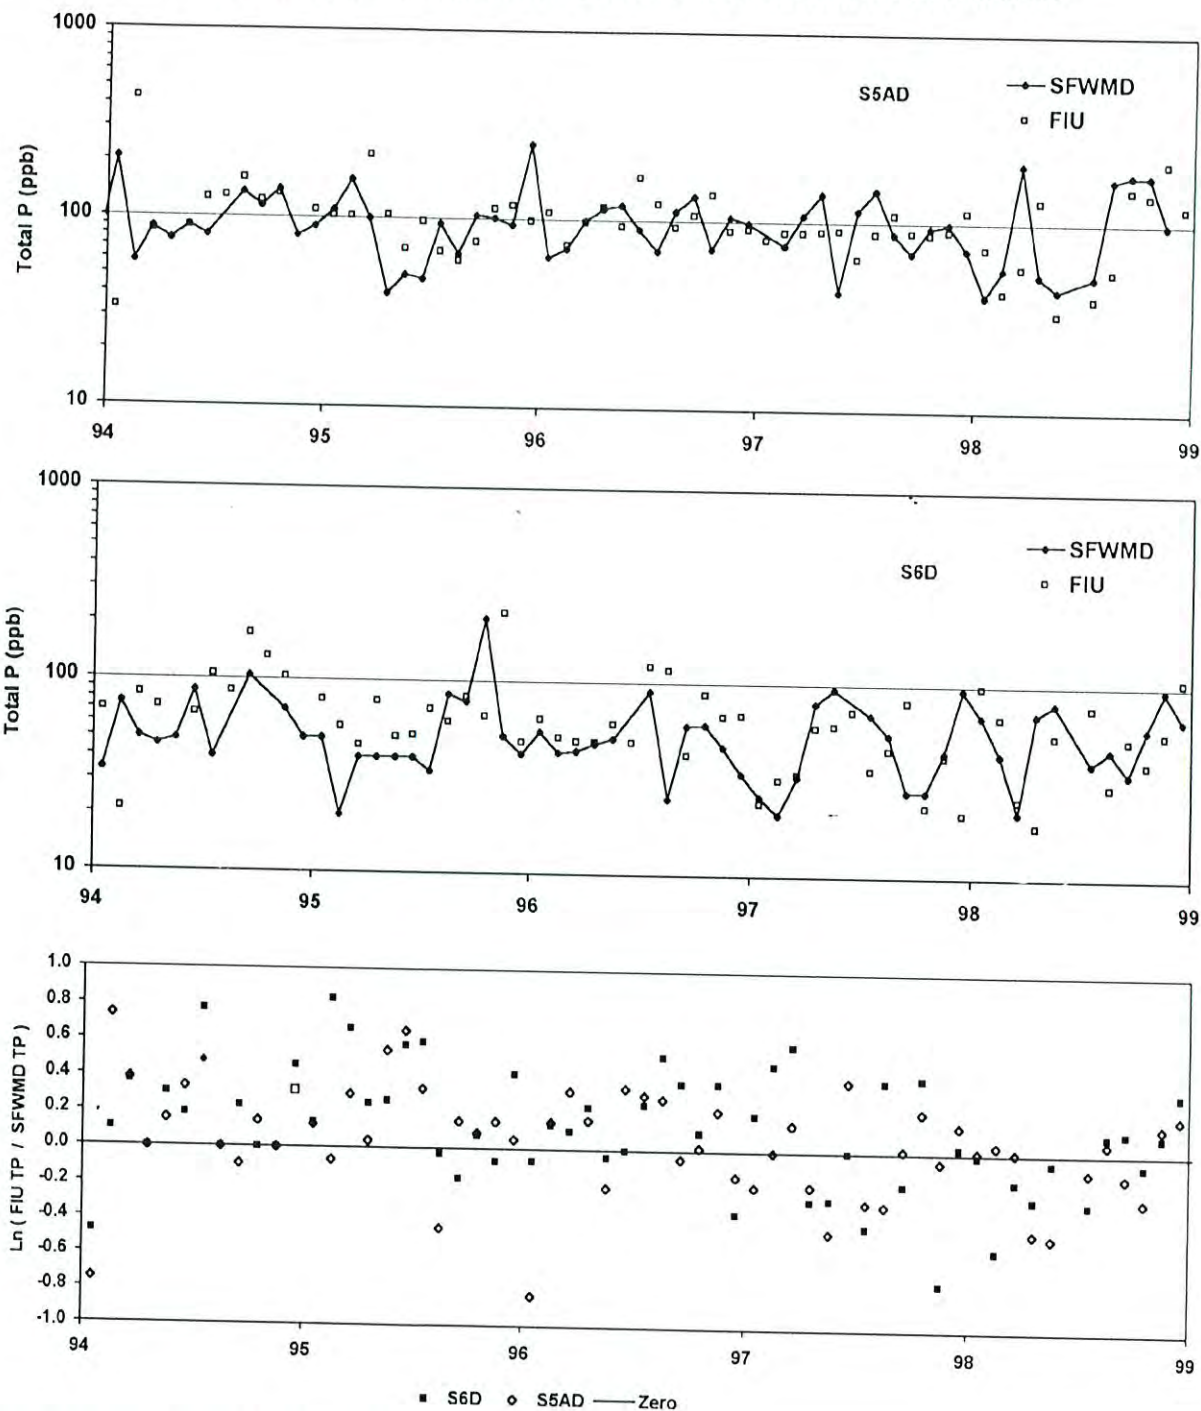 1000
S5AD
SFWMD
FIU
Total P (ppb)
100
10
94 95 96 97 98 99
1000
S6D
SFWMD
FIU
Total P (ppb)
100
10
94 95 96 97 98 99
1.0
0.8
0.6
0.4
0.2
0.0
-0.2
-0.4
-0.6
-0.8
-1.0
Ln ( FIU TP / SFWMD TP )
94 95 96 97 98 99
S6D S5AD Zero